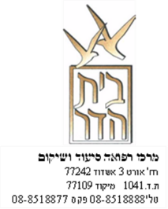 בית
הדר
מרכז רפואה סיעוד ושיקום
רח' אורט 3 אשדוד 77242
ת.ד. 1041 מיקוד 77109
טל' 08-8518888 פקס 08-8518877